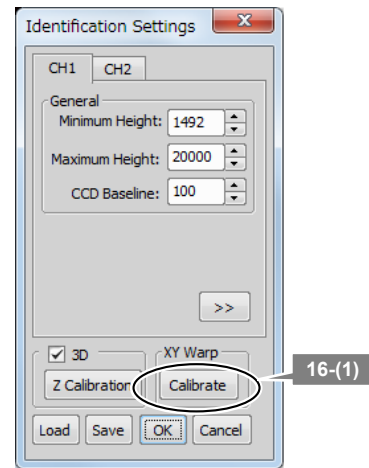 Identification Settings
CH1 CH2
General
Minimum Height: 1492
Maximum Height: 20000
CCD Baseline: 100
>>
3D XY Warp
Z Calibration Calibrate
16-(1)
Load Save OK Cancel